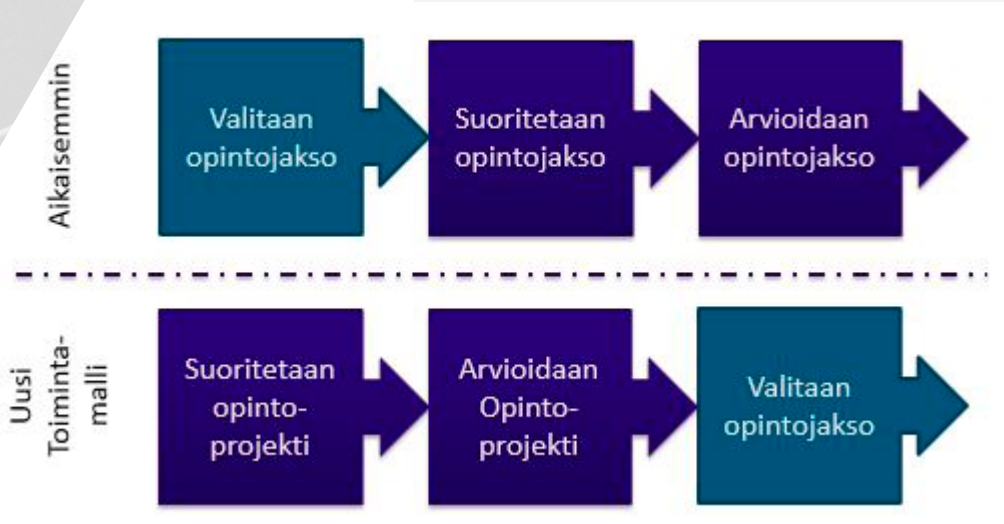 Aikaisemmin
Valitaan
opintojakso
Suoritetaan
opintojakso
Arvioidaan
opintojakso
Uusi
Toiminta-
malli
Suoritetaan
opinto-
projekti
Arvioidaan
Opinto-
projekti
Valitaan
opintojakso